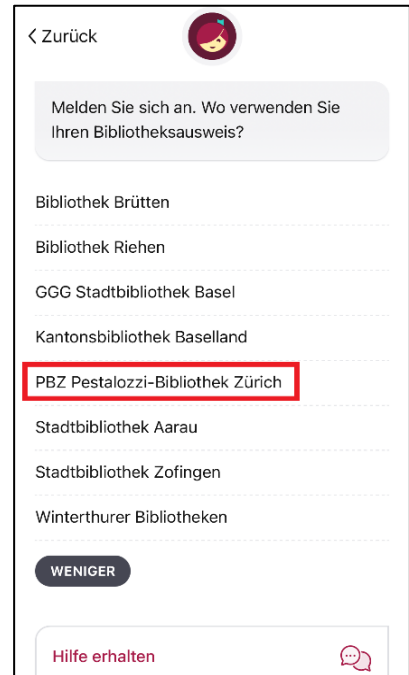 Zurück
Melden Sie sich an. Wo verwenden Sie
Ihren Bibliotheksausweis?
Bibliothek Brütten
Bibliothek Riehen
GGG Stadtbibliothek Basel
Kantonsbibliothek Baselland
PBZ Pestalozzi-Bibliothek Zürich
Stadtbibliothek Aarau
Stadtbibliothek Zofingen
Winterthurer Bibliotheken
WENIGER
Hilfe erhalten